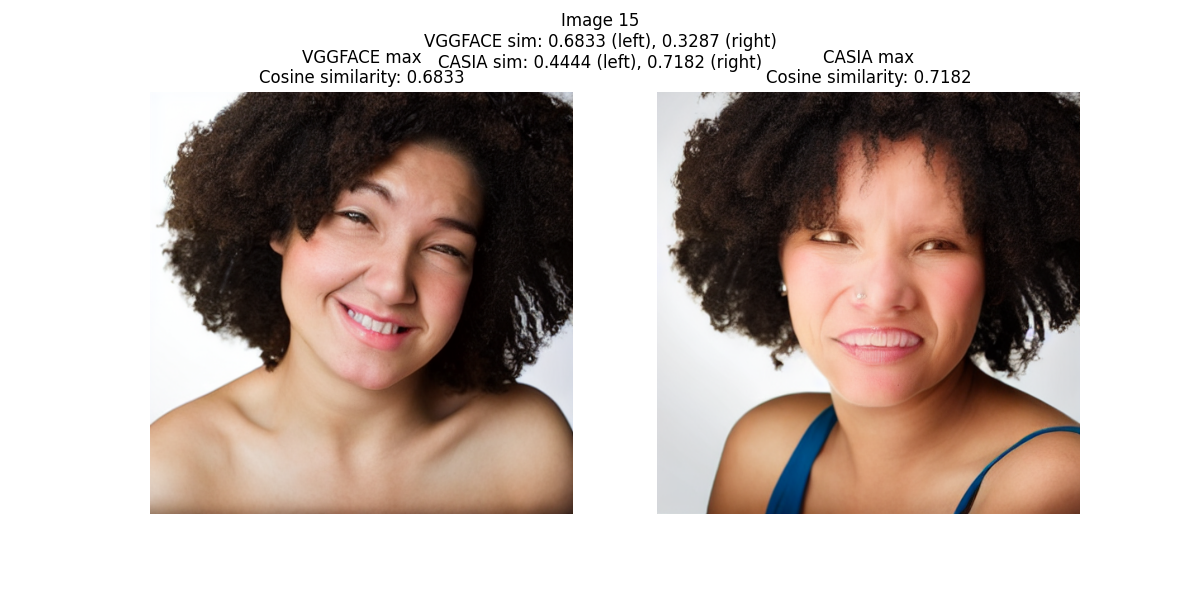 Image 15
VGGFACE sim: 0.6833 (left), 0.3287 (right)
CASIA sim: 0.4444 (left), 0.7182 (right)
VGGFACE max
Cosine similarity: 0.6833
CASIA max
Cosine similarity: 0.7182